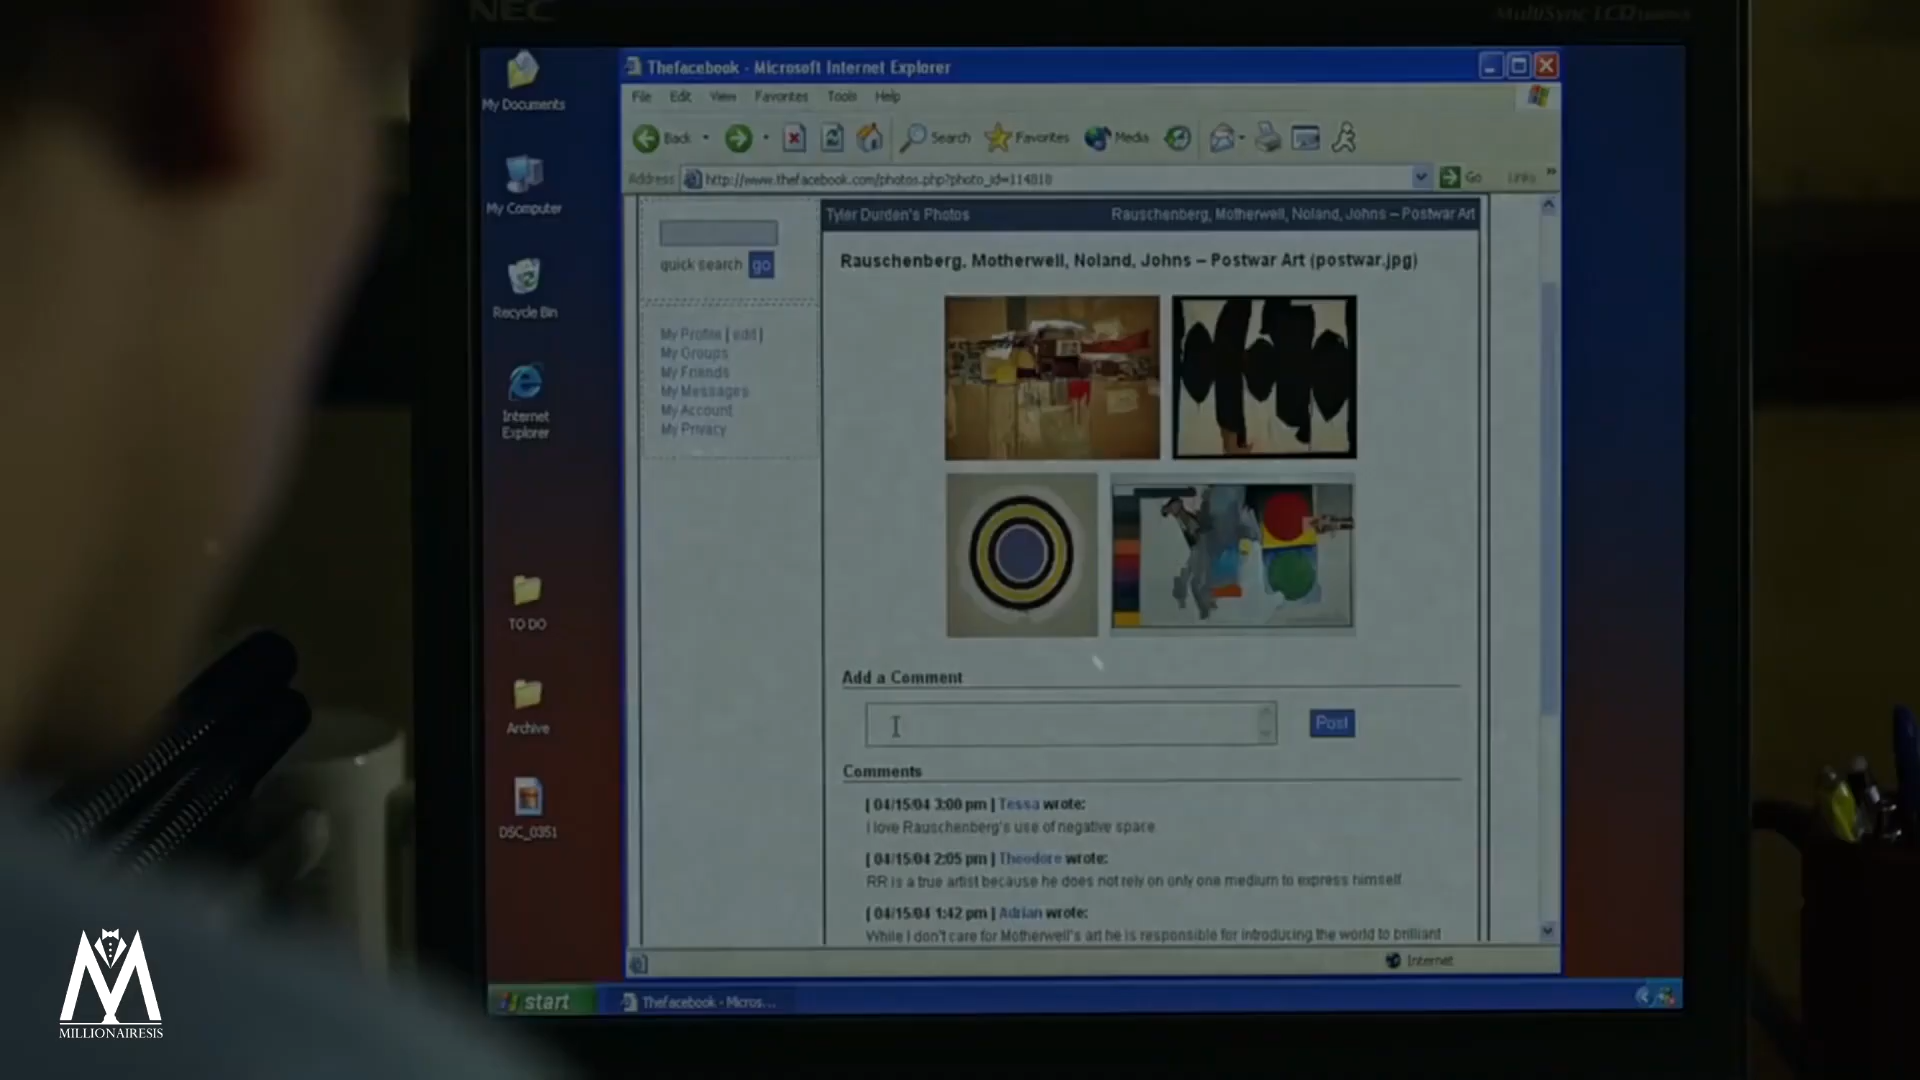 NEC
MultiSync LCD
My Documents
My Computer
Recycle Bin
Internet
Explorer
TO DO
Archive
DSC_0351
Thefacebook - Microsoft Internet Explorer
File Edit View Favorites Tools Help
Back Search Favorites Media
Address http://www.thefacebook.com/photos.php?photo_id=114818 Go Links »
quick search go
My Profile [ edit ]
My Groups
My Friends
My Messages
My Account
My Privacy
Tyler Durden's Photos Rauschenberg, Motherwell, Noland, Johns – Postwar Art
Rauschenberg, Motherwell, Noland, Johns – Postwar Art (postwar.jpg)
Add a Comment
Post
Comments
[ 04/15/04 3:00 pm ] Tessa wrote:
I love Rauschenberg's use of negative space.
[ 04/15/04 2:05 pm ] Theodore wrote:
RR is a true artist because he does not rely on only one medium to express himself.
[ 04/15/04 1:42 pm ] Adrian wrote:
While I don't care for Motherwell's art he is responsible for introducing the world to brilliant
Internet
start Thefacebook - Micros...
M
MILLIONAIRESIS